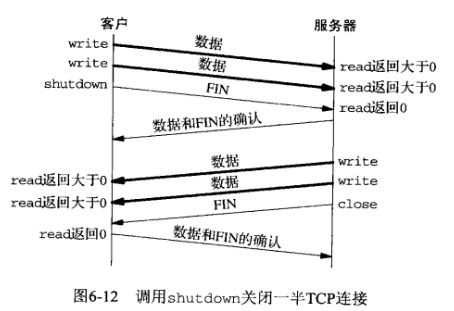 客户 服务器
write 数据
read返回大于0
write 数据
read返回大于0
shutdown FIN
read返回0
数据和FIN的确认
数据 write
read返回大于0
数据 write
read返回大于0
FIN close
read返回0 数据和FIN的确认
图6-12 调用shutdown关闭一半TCP连接